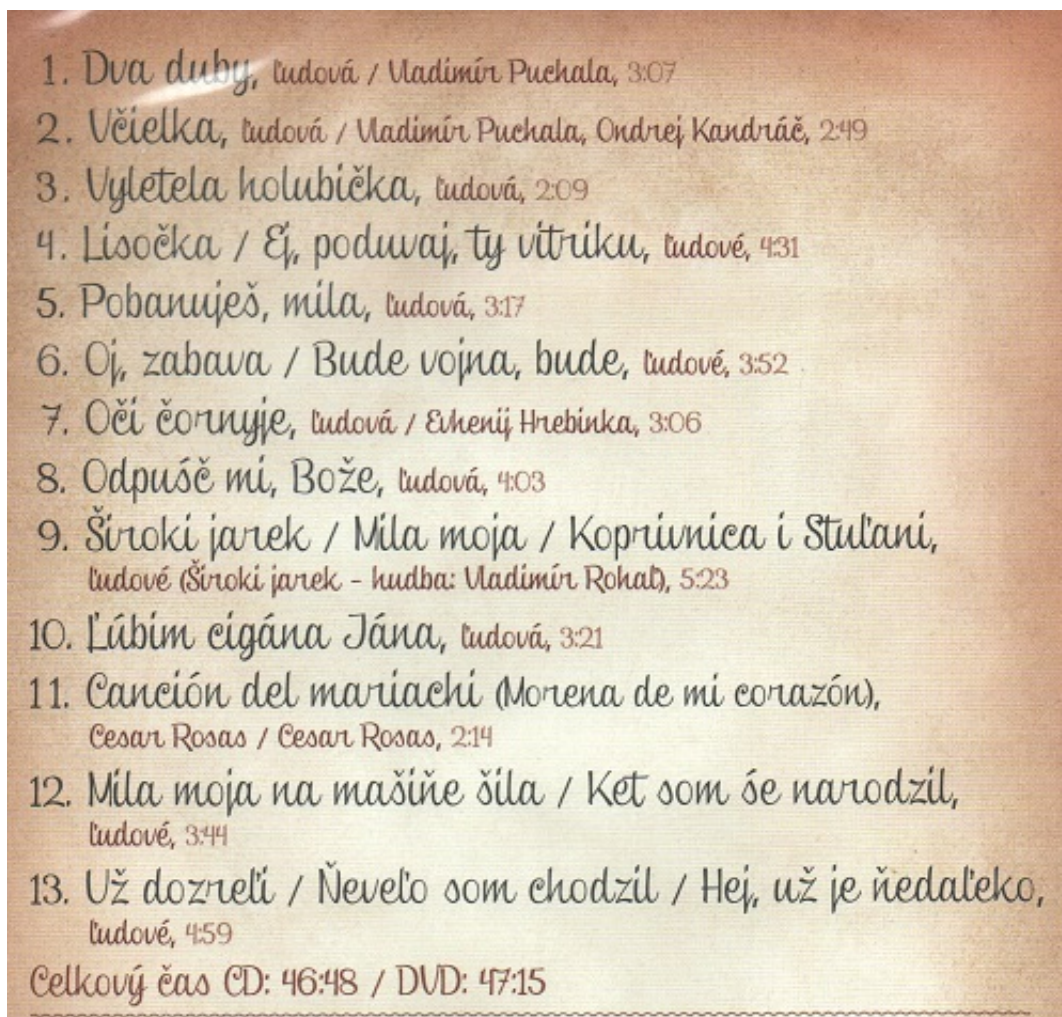 1. Dva duby, ľudová / Vladimír Puchala, 3:07
2. Včielka, ľudová / Vladimír Puchala, Ondrej Kandráč, 2:49
3. Vyletela holubička, ľudová, 2:09
4. Lisočka / Ej, poduvaj, ty vitriku, ľudové, 4:31
5. Pobanuješ, mila, ľudová, 3:17
6. Oj, zabava / Bude vojna, bude, ľudové, 3:52
7. Oči čornyje, ľudová / Evhenij Hrebinka, 3:06
8. Odpušč mi, Bože, ľudová, 4:03
9. Široki jarek / Mila moja / Koprivnica i Stuľani,
ľudové (Široki jarek - hudba: Vladimír Rohaľ), 5:23
10. Ľúbim cigána Jána, ľudová, 3:21
11. Canción del mariachi (Morena de mi corazón),
Cesar Rosas / Cesar Rosas, 2:14
12. Mila moja na mašiňe šila / Keť som śe narodzil,
ľudové, 3:44
13. Už dozreľi / Ňeveľo som chodzil / Hej, už je ňedaľeko,
ľudové, 4:59
Celkový čas CD: 46:48 / DVD: 47:15